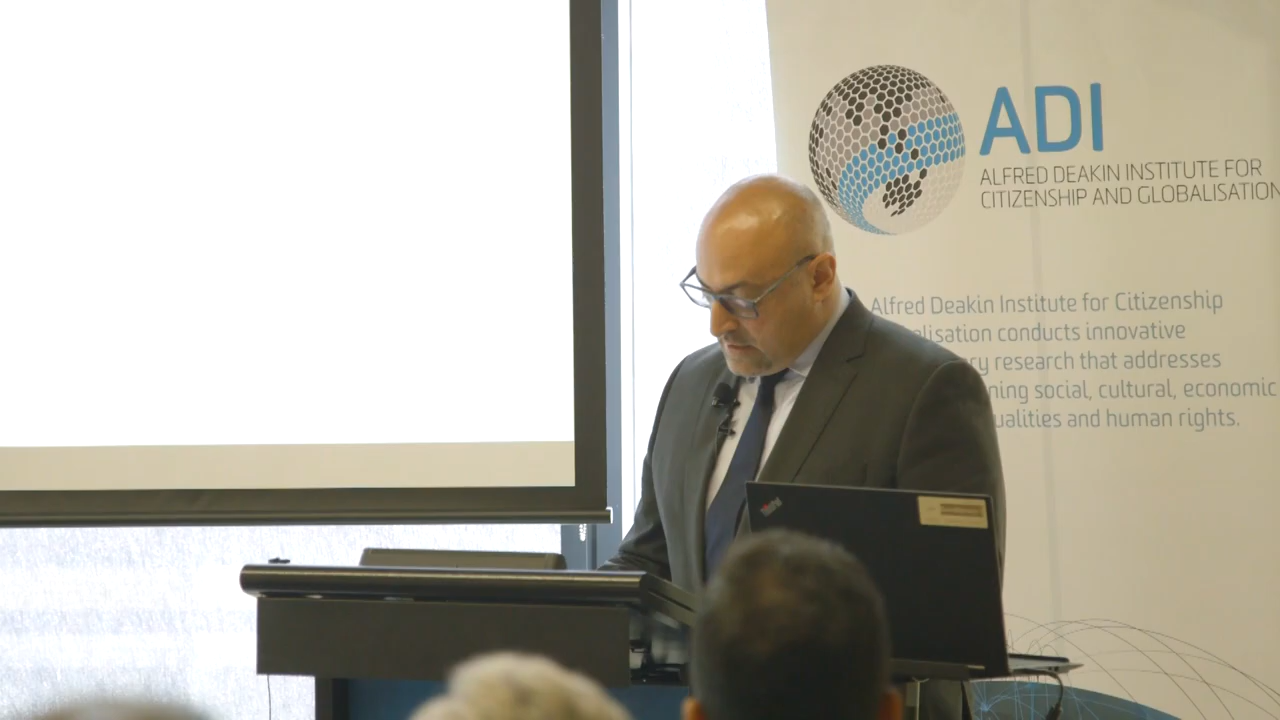 ADI
ALFRED DEAKIN INSTITUTE FOR
CITIZENSHIP AND GLOBALISATION
Alfred Deakin Institute for Citizenship
alisation conducts innovative
ry research that addresses
ning social, cultural, economic
ualities and human rights.